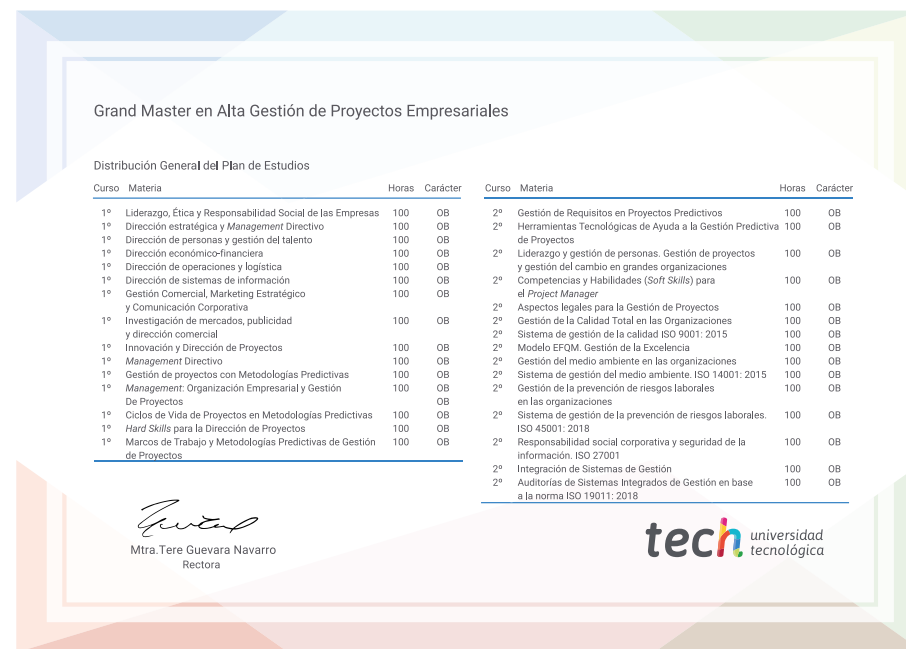 Grand Master en Alta Gestión de Proyectos Empresariales
Distribución General del Plan de Estudios
Curso Materia Horas Carácter
1º Liderazgo, Ética y Responsabilidad Social de las Empresas 100 OB
1º Dirección estratégica y Management Directivo 100 OB
1º Dirección de personas y gestión del talento 100 OB
1º Dirección económico-financiera 100 OB
1º Dirección de operaciones y logística 100 OB
1º Dirección de sistemas de información 100 OB
1º Gestión Comercial, Marketing Estratégico 100 OB
y Comunicación Corporativa
1º Investigación de mercados, publicidad 100 OB
y dirección comercial
1º Innovación y Dirección de Proyectos 100 OB
1º Management Directivo 100 OB
1º Gestión de proyectos con Metodologías Predictivas 100 OB
1º Management: Organización Empresarial y Gestión 100 OB
De Proyectos OB
1º Ciclos de Vida de Proyectos en Metodologías Predictivas 100 OB
1º Hard Skills para la Dirección de Proyectos 100 OB
1º Marcos de Trabajo y Metodologías Predictivas de Gestión 100 OB
de Proyectos
Curso Materia Horas Carácter
2º Gestión de Requisitos en Proyectos Predictivos 100 OB
2º Herramientas Tecnológicas de Ayuda a la Gestión Predictiva 100 OB
de Proyectos
2º Liderazgo y gestión de personas. Gestión de proyectos 100 OB
y gestión del cambio en grandes organizaciones
2º Competencias y Habilidades (Soft Skills) para 100 OB
el Project Manager
2º Aspectos legales para la Gestión de Proyectos 100 OB
2º Gestión de la Calidad Total en las Organizaciones 100 OB
2º Sistema de gestión de la calidad ISO 9001: 2015 100 OB
2º Modelo EFQM. Gestión de la Excelencia 100 OB
2º Gestión del medio ambiente en las organizaciones 100 OB
2º Sistema de gestión del medio ambiente. ISO 14001: 2015 100 OB
2º Gestión de la prevención de riesgos laborales 100 OB
en las organizaciones
2º Sistema de gestión de la prevención de riesgos laborales. 100 OB
ISO 45001: 2018
2º Responsabilidad social corporativa y seguridad de la 100 OB
información. ISO 27001
2º Integración de Sistemas de Gestión 100 OB
2º Auditorías de Sistemas Integrados de Gestión en base 100 OB
a la norma ISO 19011: 2018
Mtra.Tere Guevara Navarro
Rectora
tech universidad
tecnológica